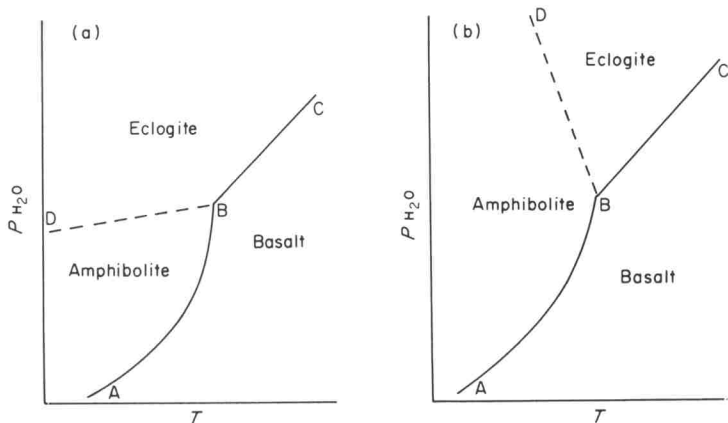 (a)
Eclogite
C
B
D
Amphibolite
Basalt
A
P H₂O
T
(b)
D
Eclogite
C
Amphibolite
B
Basalt
A
P H₂O
T